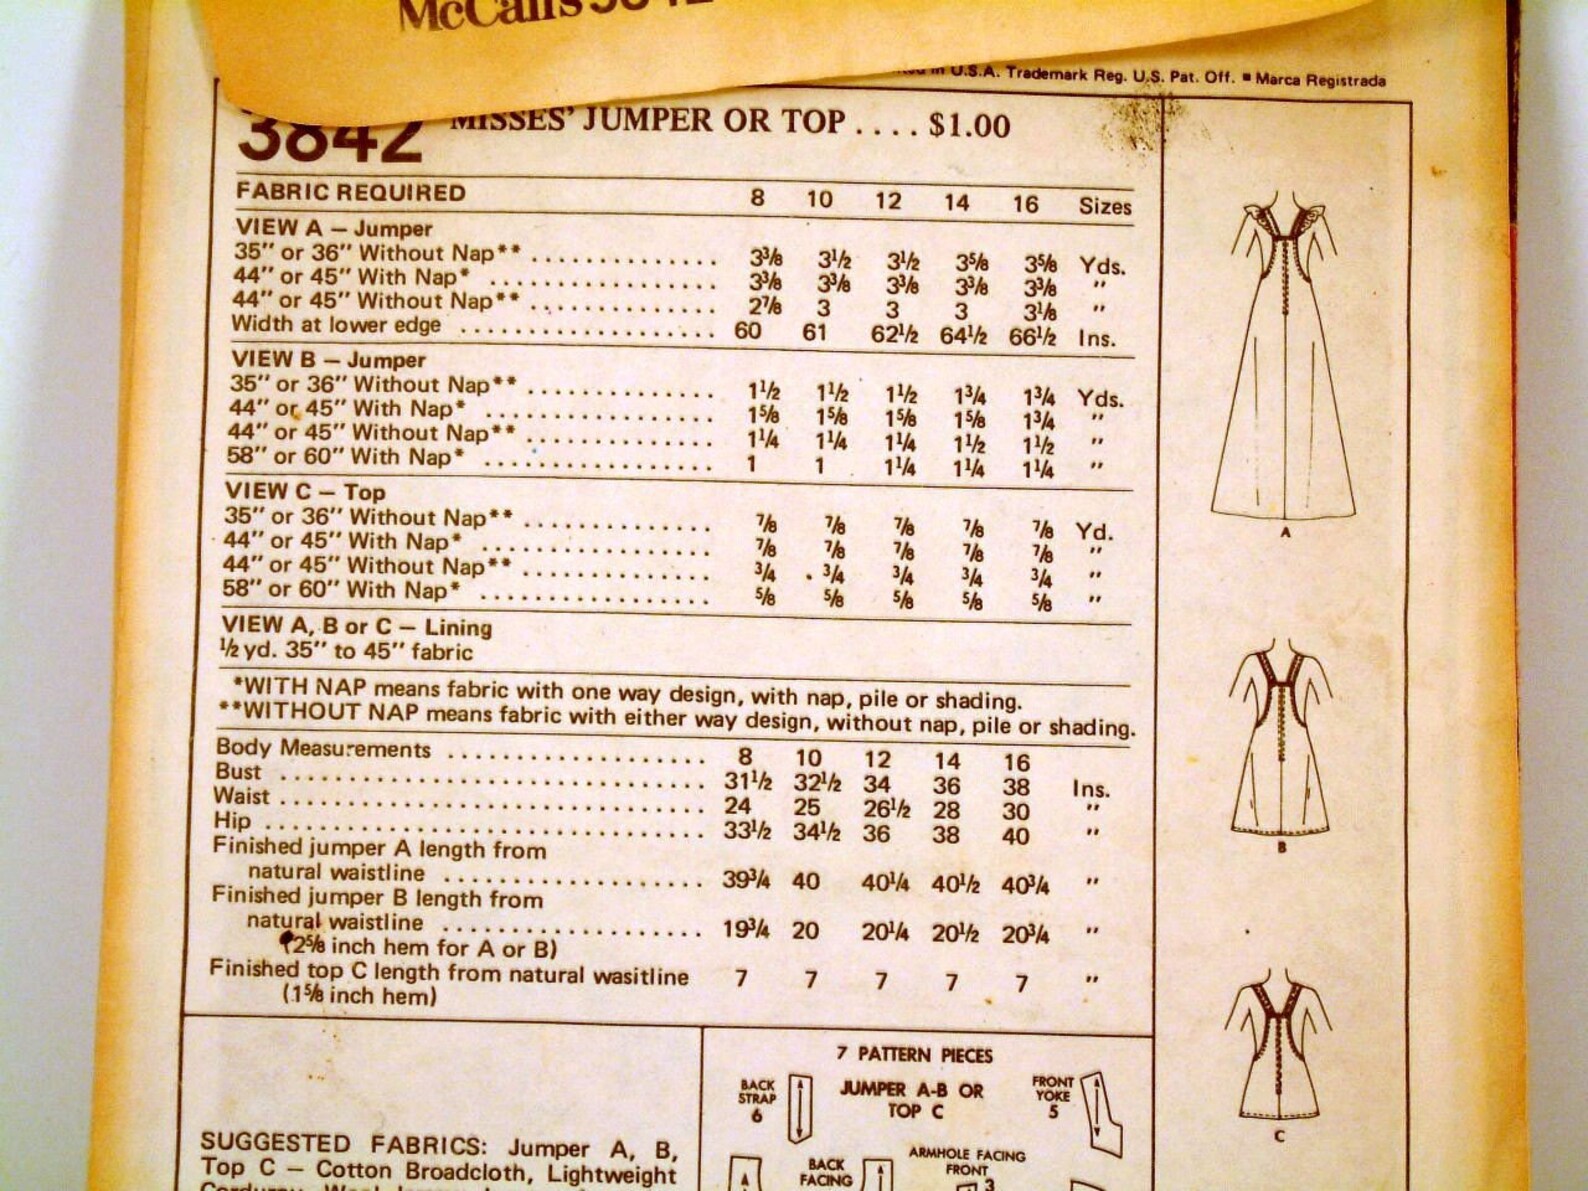 McCall's 3842
in U.S.A. Trademark Reg. U.S. Pat. Off. ■ Marca Registrada
3842 MISSES' JUMPER OR TOP .... $1.00
FABRIC REQUIRED 8 10 12 14 16 Sizes
VIEW A — Jumper
35" or 36" Without Nap** .............. 3⅜ 3½ 3½ 3⅝ 3⅝ Yds.
44" or 45" With Nap* ................. 3⅜ 3⅜ 3⅜ 3⅜ 3⅜ "
44" or 45" Without Nap** .............. 2⅞ 3 3 3 3⅛ "
Width at lower edge ................... 60 61 62½ 64½ 66½ Ins.
VIEW B — Jumper
35" or 36" Without Nap** .............. 1½ 1½ 1½ 1¾ 1¾ Yds.
44" or 45" With Nap* ................. 1⅝ 1⅝ 1⅝ 1⅝ 1¾ "
44" or 45" Without Nap** .............. 1¼ 1¼ 1¼ 1½ 1½ "
58" or 60" With Nap* ................. 1 1 1¼ 1¼ 1¼ "
VIEW C — Top
35" or 36" Without Nap** .............. ⅞ ⅞ ⅞ ⅞ ⅞ Yd.
44" or 45" With Nap* ................. ⅞ ⅞ ⅞ ⅞ ⅞ "
44" or 45" Without Nap** .............. ¾ ¾ ¾ ¾ ¾ "
58" or 60" With Nap* ................. ⅝ ⅝ ⅝ ⅝ ⅝ "
VIEW A, B or C — Lining
½ yd. 35" to 45" fabric
*WITH NAP means fabric with one way design, with nap, pile or shading.
**WITHOUT NAP means fabric with either way design, without nap, pile or shading.
Body Measurements ................... 8 10 12 14 16
Bust ................................ 31½ 32½ 34 36 38 Ins.
Waist ............................... 24 25 26½ 28 30 "
Hip ................................. 33½ 34½ 36 38 40 "
Finished jumper A length from
natural waistline .................... 39¾ 40 40¼ 40½ 40¾ "
Finished jumper B length from
natural waistline .................... 19¾ 20 20¼ 20½ 20¾ "
(2⅝ inch hem for A or B)
Finished top C length from natural wasitline 7 7 7 7 7 "
(1⅝ inch hem)
A
B
C
SUGGESTED FABRICS: Jumper A, B,
Top C — Cotton Broadcloth, Lightweight
7 PATTERN PIECES
JUMPER A-B OR
TOP C
BACK
STRAP
6
FRONT
YOKE
5
BACK
FACING
ARMHOLE FACING
FRONT
3